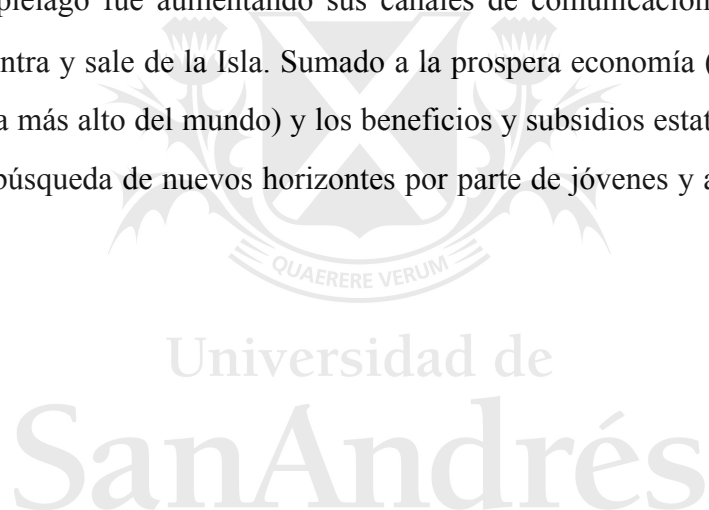 piélago fue aumentando sus canales de comunicación
ntra y sale de la Isla. Sumado a la prospera economía (
a más alto del mundo) y los beneficios y subsidios estat
búsqueda de nuevos horizontes por parte de jóvenes y a
QUAERERE VERUM
Universidad de
SanAndrés